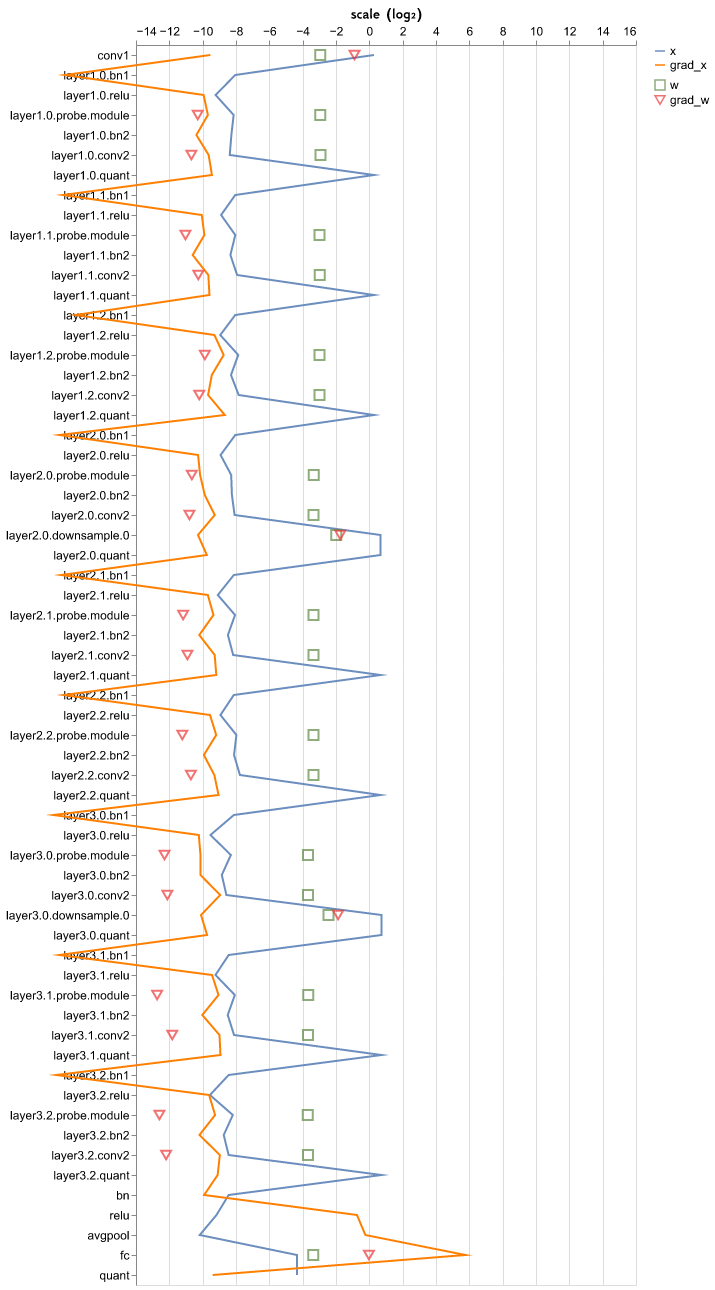 scale (log₂)
−14 −12 −10 −8 −6 −4 −2 0 2 4 6 8 10 12 14 16
x
grad_x
w
grad_w
conv1
layer1.0.bn1
layer1.0.relu
layer1.0.probe.module
layer1.0.bn2
layer1.0.conv2
layer1.0.quant
layer1.1.bn1
layer1.1.relu
layer1.1.probe.module
layer1.1.bn2
layer1.1.conv2
layer1.1.quant
layer1.2.bn1
layer1.2.relu
layer1.2.probe.module
layer1.2.bn2
layer1.2.conv2
layer1.2.quant
layer2.0.bn1
layer2.0.relu
layer2.0.probe.module
layer2.0.bn2
layer2.0.conv2
layer2.0.downsample.0
layer2.0.quant
layer2.1.bn1
layer2.1.relu
layer2.1.probe.module
layer2.1.bn2
layer2.1.conv2
layer2.1.quant
layer2.2.bn1
layer2.2.relu
layer2.2.probe.module
layer2.2.bn2
layer2.2.conv2
layer2.2.quant
layer3.0.bn1
layer3.0.relu
layer3.0.probe.module
layer3.0.bn2
layer3.0.conv2
layer3.0.downsample.0
layer3.0.quant
layer3.1.bn1
layer3.1.relu
layer3.1.probe.module
layer3.1.bn2
layer3.1.conv2
layer3.1.quant
layer3.2.bn1
layer3.2.relu
layer3.2.probe.module
layer3.2.bn2
layer3.2.conv2
layer3.2.quant
bn
relu
avgpool
fc
quant